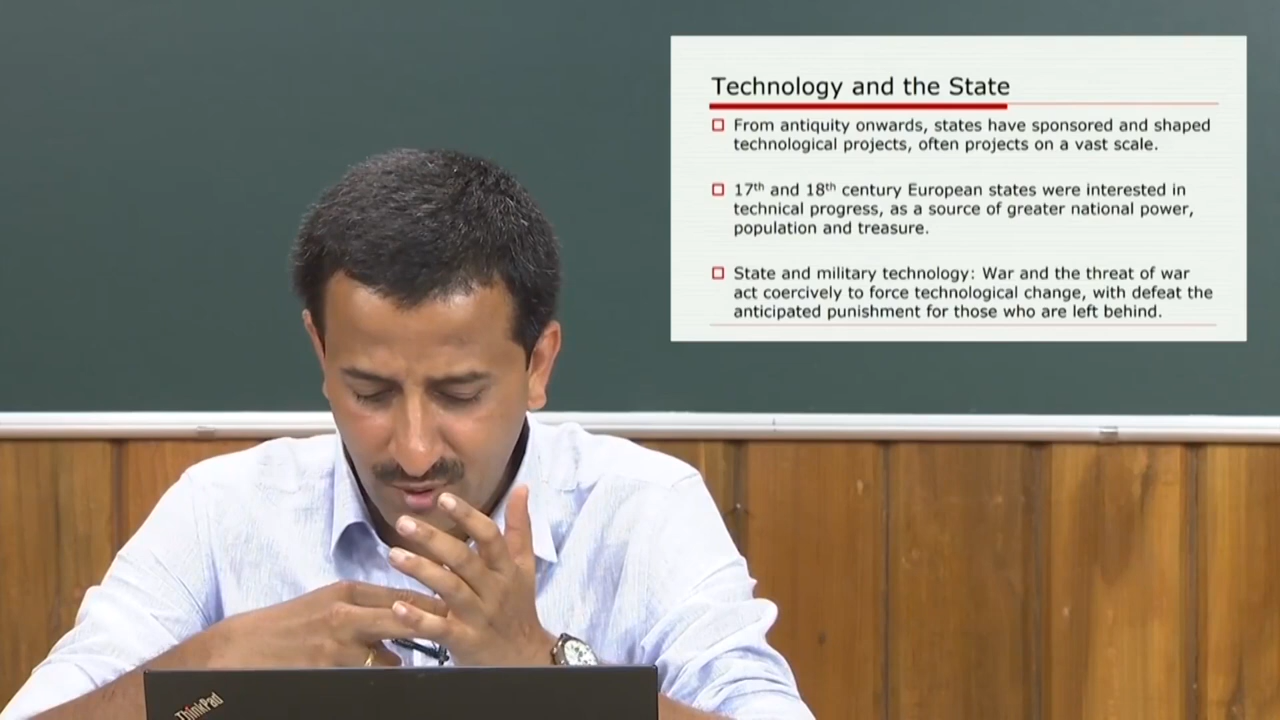 Technology and the State
From antiquity onwards, states have sponsored and shaped
technological projects, often projects on a vast scale.
17th and 18th century European states were interested in
technical progress, as a source of greater national power,
population and treasure.
State and military technology: War and the threat of war
act coercively to force technological change, with defeat the
anticipated punishment for those who are left behind.
ThinkPad